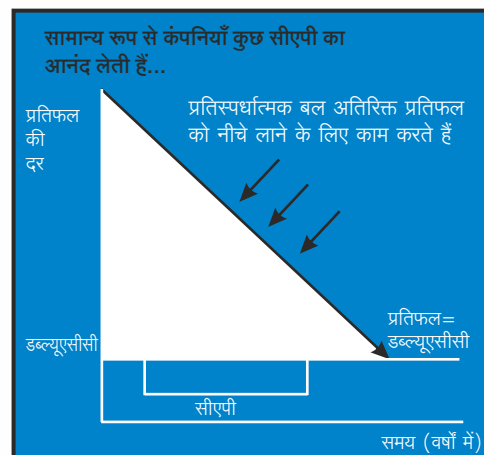 सामान्य रूप से कंपनियाँ कुछ सीएपी का
आनंद लेती हैं...
प्रतिफल
की
दर
प्रतिस्पर्धात्मक बल अतिरिक्त प्रतिफल
को नीचे लाने के लिए काम करते हैं
प्रतिफल=
डब्ल्यूएसीसी
डब्ल्यूएसीसी
सीएपी
समय (वर्षों में)